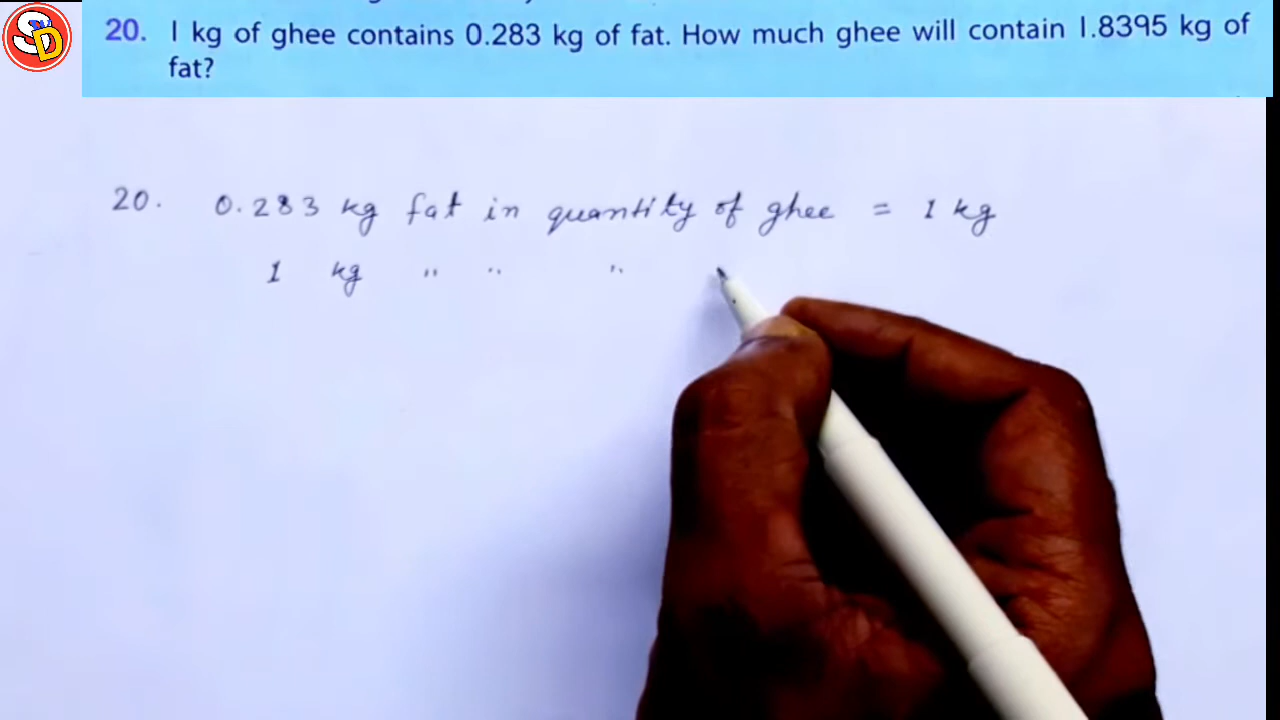 SD
20. 1 kg of ghee contains 0.283 kg of fat. How much ghee will contain 1.8395 kg of
fat?
20. 0.283 kg fat in quantity of ghee = 1 kg
1 kg " " "